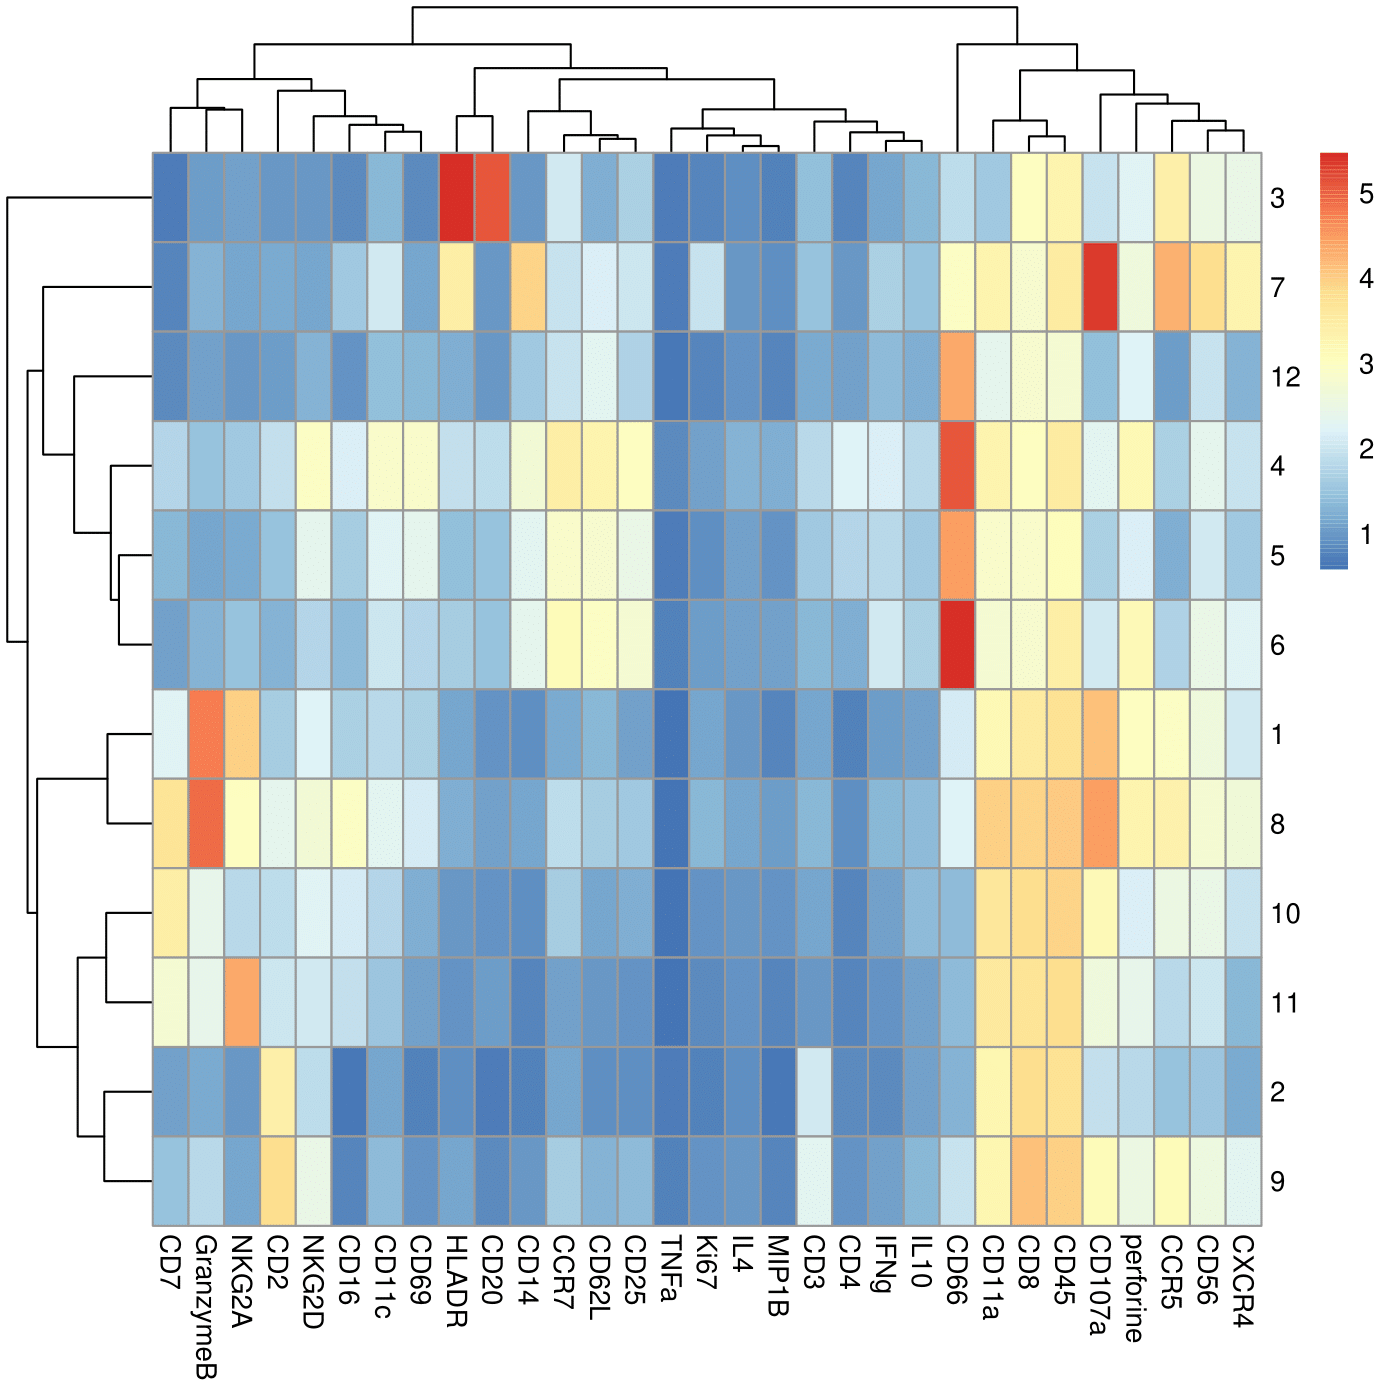 3
7
12
4
5
6
1
8
10
11
2
9
5
4
3
2
1
CD7
GranzymeB
NKG2A
CD2
NKG2D
CD16
CD11c
CD69
HLADR
CD20
CD14
CCR7
CD62L
CD25
TNFa
Ki67
IL4
MIP1B
CD3
CD4
IFNg
IL10
CD66
CD11a
CD8
CD45
CD107a
perforine
CCR5
CD56
CXCR4